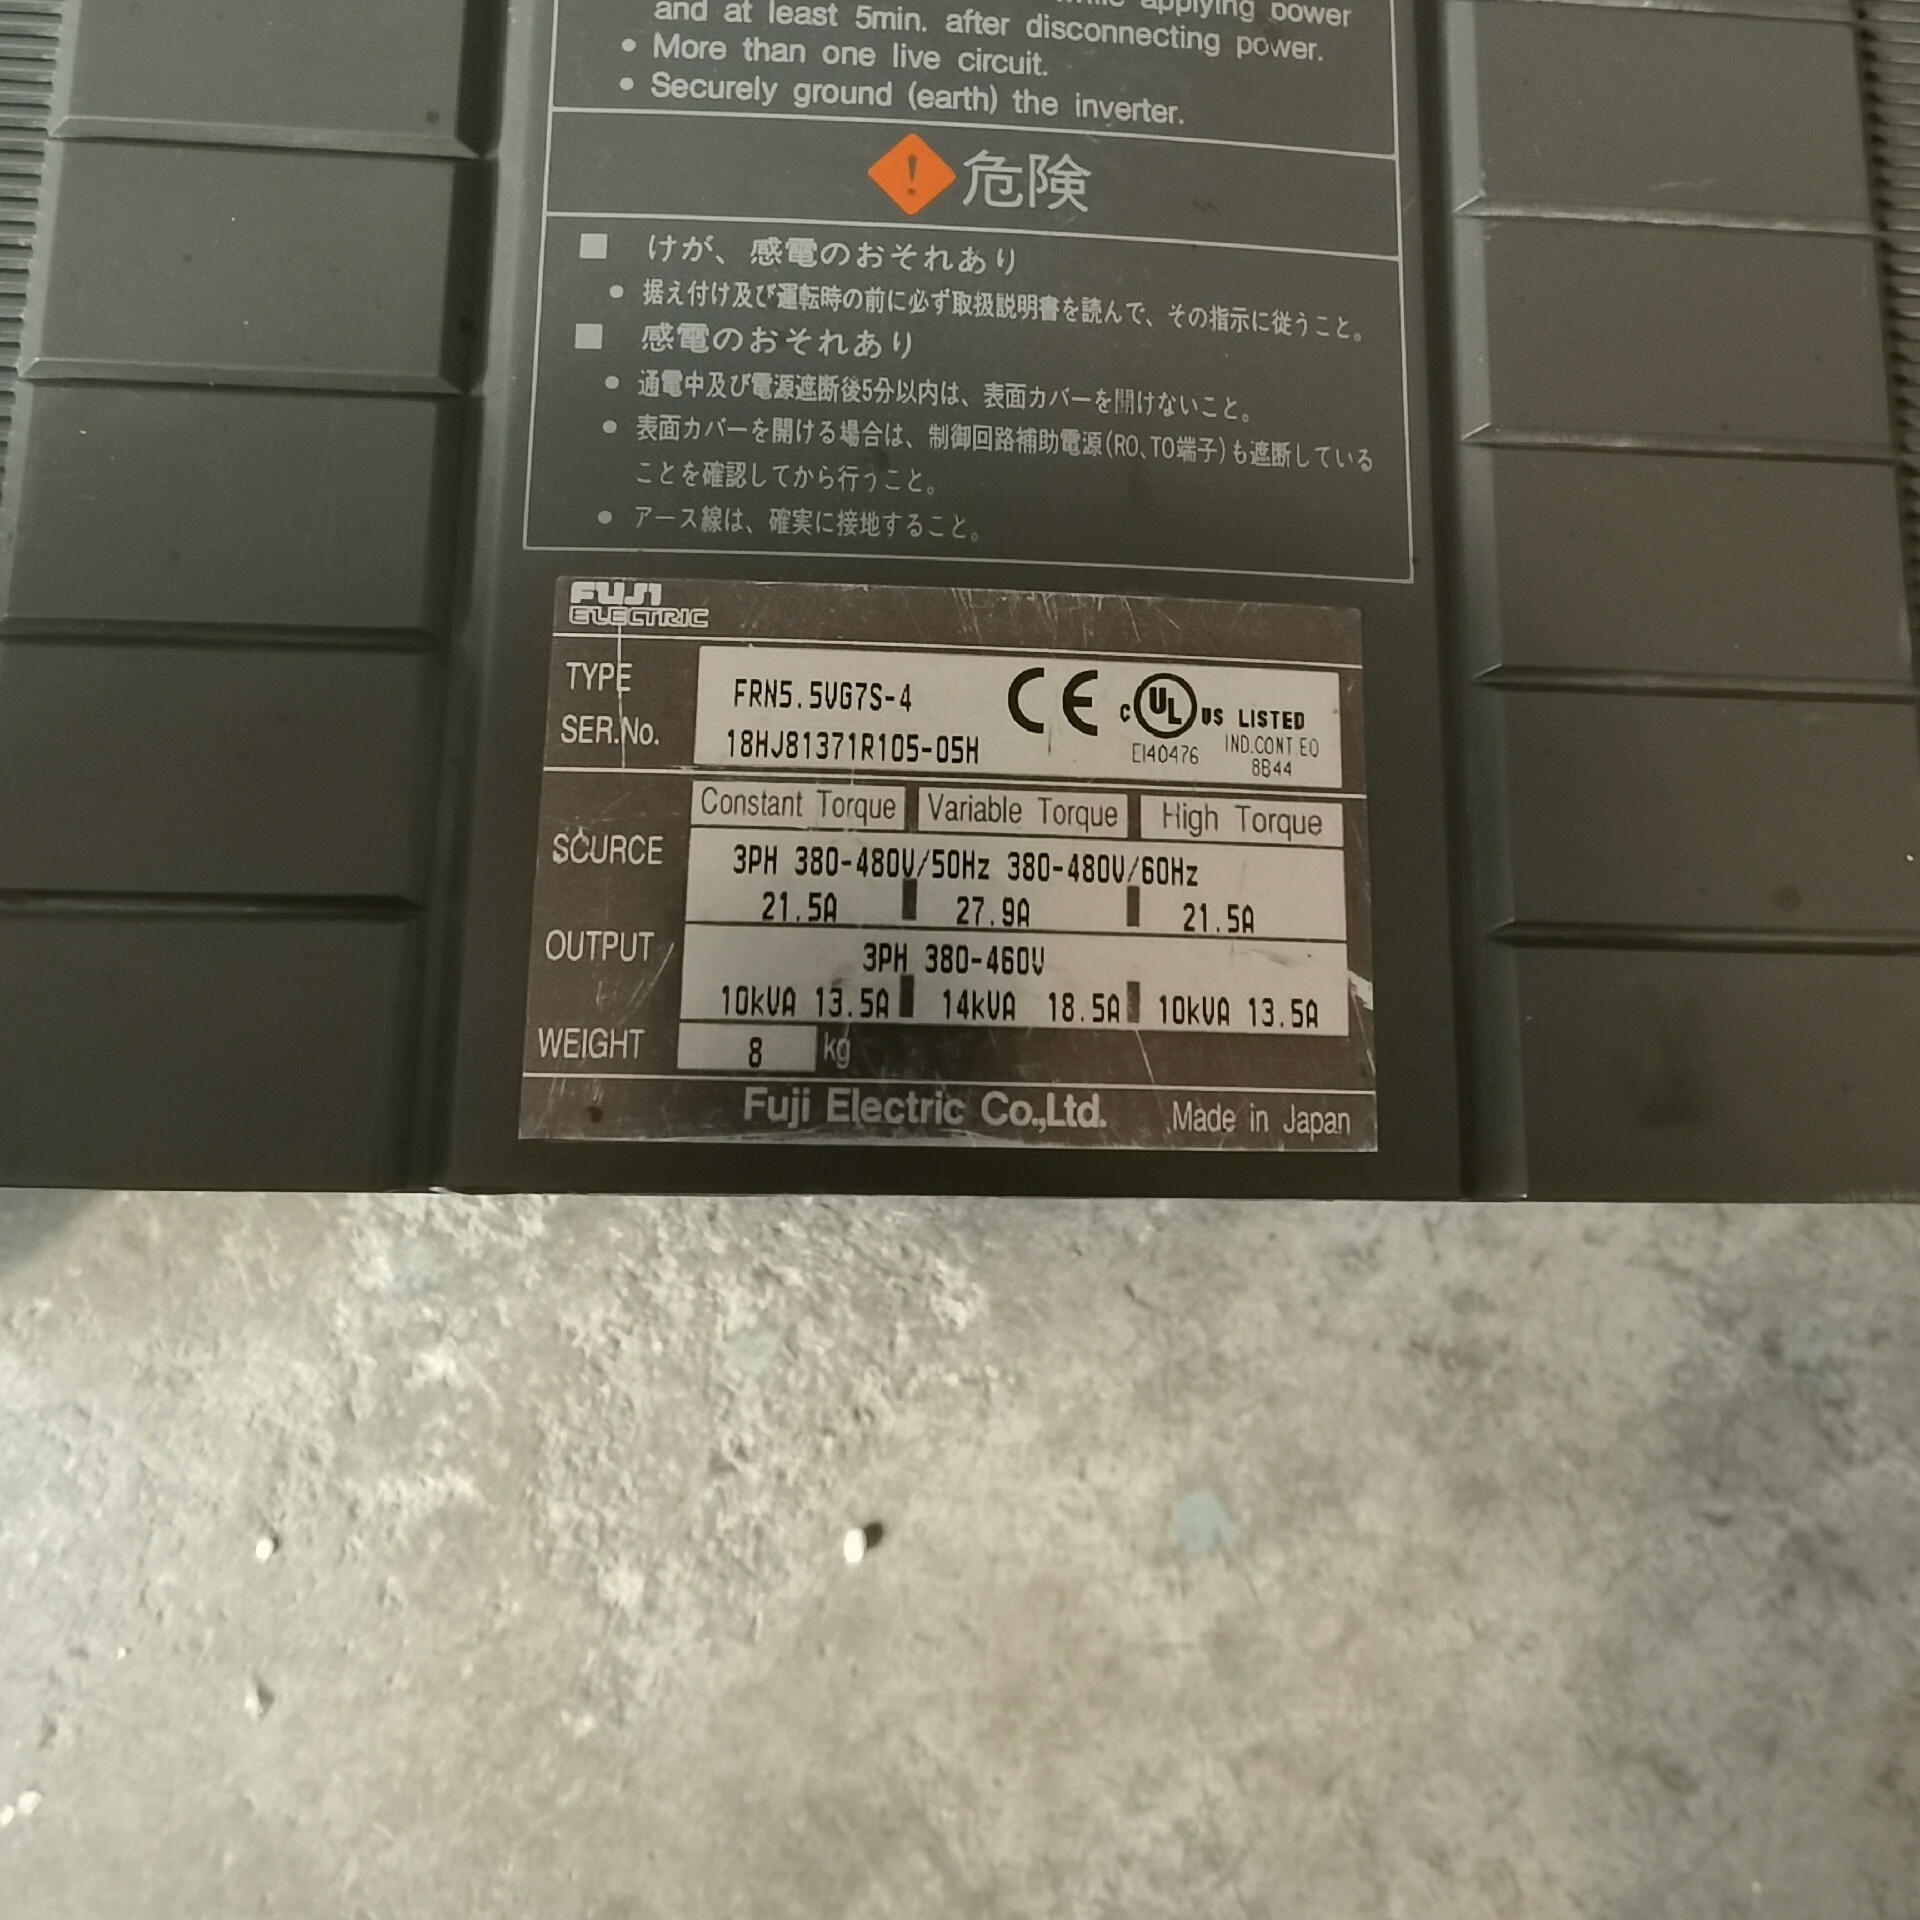 while applying power
and at least 5min. after disconnecting power.
• More than one live circuit.
• Securely ground (earth) the inverter.
危険
■ けが、感電のおそれあり
• 据え付け及び運転時の前に必ず取扱説明書を読んで、その指示に従うこと。
■ 感電のおそれあり
• 通電中及び電源遮断後5分以内は、表面カバーを開けないこと。
• 表面カバーを開ける場合は、制御回路補助電源(RO、TO端子)も遮断している
ことを確認してから行うこと。
• アース線は、確実に接地すること。
FUJI
ELECTRIC
TYPE FRN5.5VG7S-4 CE c UL US LISTED
SER.No. 18HJ81371R105-05H E140476 IND.CONT.EQ
8B44
Constant Torque Variable Torque High Torque
SOURCE 3PH 380-480V/50Hz 380-480V/60Hz
21.5A 27.9A 21.5A
OUTPUT 3PH 380-460V
10kVA 13.5A 14kVA 18.5A 10kVA 13.5A
WEIGHT 8 kg
Fuji Electric Co.,Ltd. Made in Japan